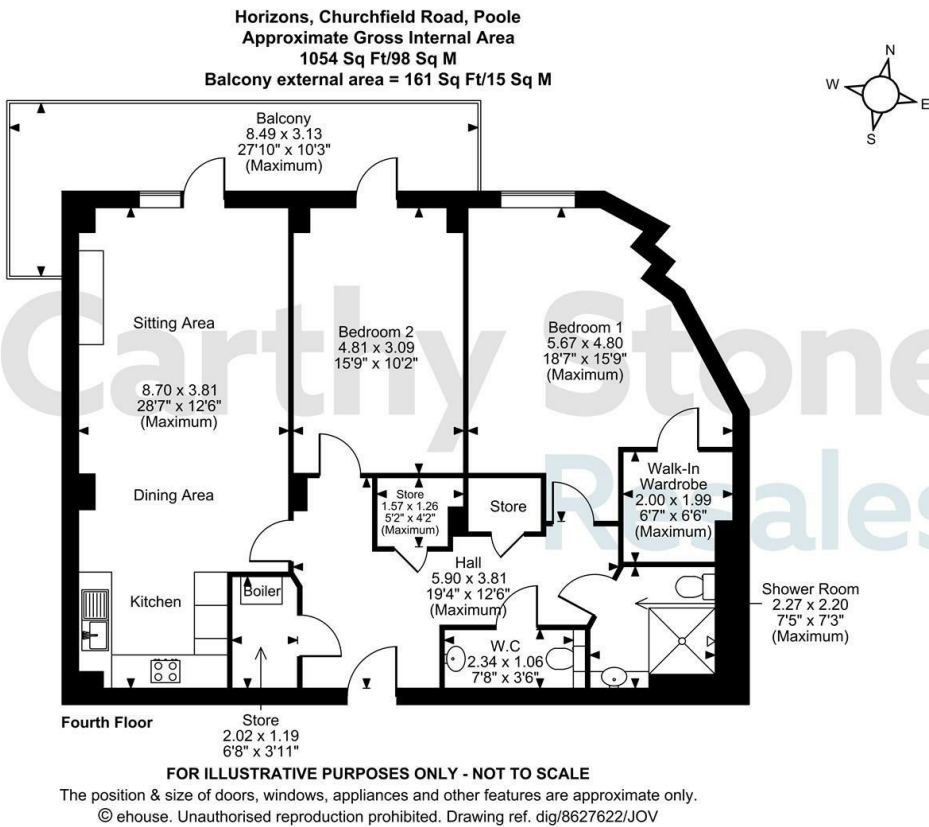 Horizons, Churchfield Road, Poole
Approximate Gross Internal Area
1054 Sq Ft/98 Sq M
Balcony external area = 161 Sq Ft/15 Sq M
N
W
E
S
Balcony
8.49 x 3.13
27'10" x 10'3"
(Maximum)
Sitting Area
8.70 x 3.81
28'7" x 12'6"
(Maximum)
Dining Area
Kitchen
Bedroom 2
4.81 x 3.09
15'9" x 10'2"
Bedroom 1
5.67 x 4.80
18'7" x 15'9"
(Maximum)
Carthy Stone
Resales
Walk-In
Wardrobe
2.00 x 1.99
6'7" x 6'6"
(Maximum)
Store
1.57 x 1.26
5'2" x 4'2"
(Maximum)
Store
Hall
5.90 x 3.81
19'4" x 12'6"
(Maximum)
Boiler
W.C
2.34 x 1.06
7'8" x 3'6"
Shower Room
2.27 x 2.20
7'5" x 7'3"
(Maximum)
Fourth Floor
Store
2.02 x 1.19
6'8" x 3'11"
FOR ILLUSTRATIVE PURPOSES ONLY - NOT TO SCALE
The position & size of doors, windows, appliances and other features are approximate only.
© ehouse. Unauthorised reproduction prohibited. Drawing ref. dig/8627622/JOV